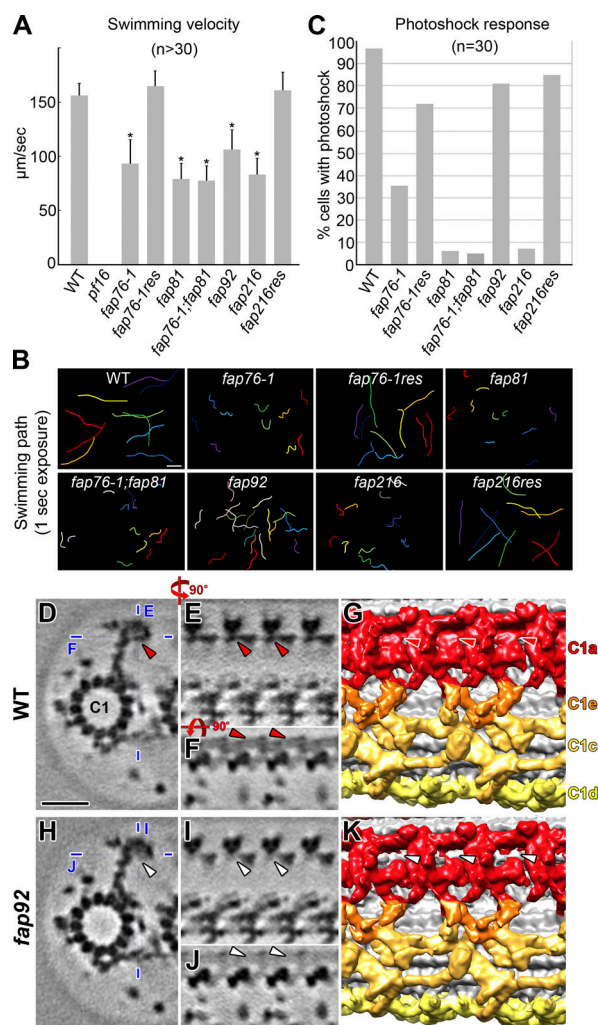 A
Swimming velocity
(n>30)
µm/sec
150
100
50
0
*
*
*
*
*
WT
pf16
fap76-1
fap76-1res
fap81
fap76-1;fap81
fap92
fap216
fap216res
C
Photoshock response
(n=30)
% cells with photoshock
100
90
80
70
60
50
40
30
20
10
0
WT
fap76-1
fap76-1res
fap81
fap76-1;fap81
fap92
fap216
fap216res
B
Swimming path
(1 sec exposure)
WT
fap76-1
fap76-1res
fap81
fap76-1;fap81
fap92
fap216
fap216res
WT
D
E
F
C1
90°
E
90°
F
G
C1a
C1e
C1c
C1d
fap92
H
I
J
I
J
K